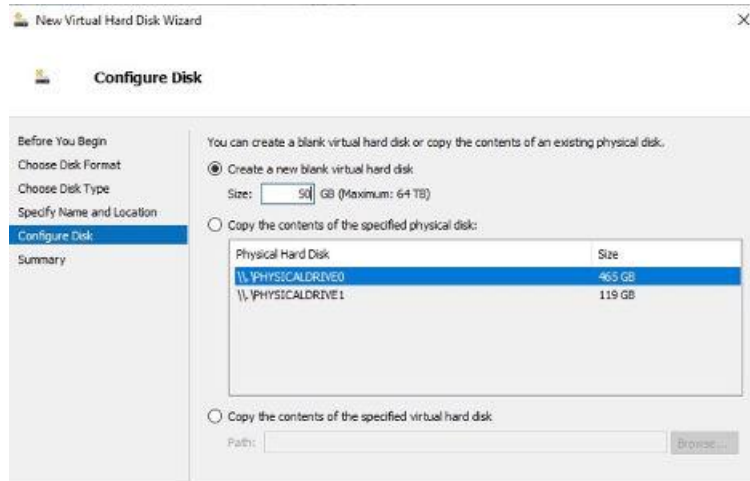 New Virtual Hard Disk Wizard
Configure Disk
Before You Begin
Choose Disk Format
Choose Disk Type
Specify Name and Location
Configure Disk
Summary
You can create a blank virtual hard disk or copy the contents of an existing physical disk.
Create a new blank virtual hard disk
Size: 50 GB (Maximum: 64 TB)
Copy the contents of the specified physical disk:
Physical Hard Disk Size
\\.\PHYSICALDRIVE0 465 GB
\\.\PHYSICALDRIVE1 119 GB
Copy the contents of the specified virtual hard disk
Path: Browse...